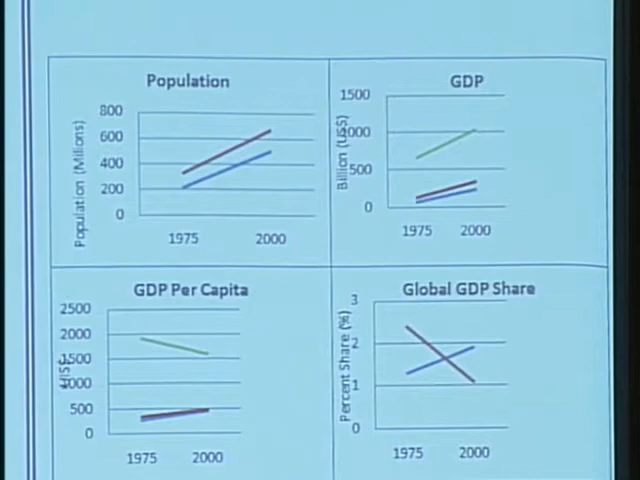 Population
800
600
400
200
0
Population (Millions)
1975 2000
GDP
1500
1000
500
0
Billion (US$)
1975 2000
GDP Per Capita
2500
2000
1500
1000
500
0
US$
1975 2000
Global GDP Share
3
2
1
0
Percent Share (%)
1975 2000